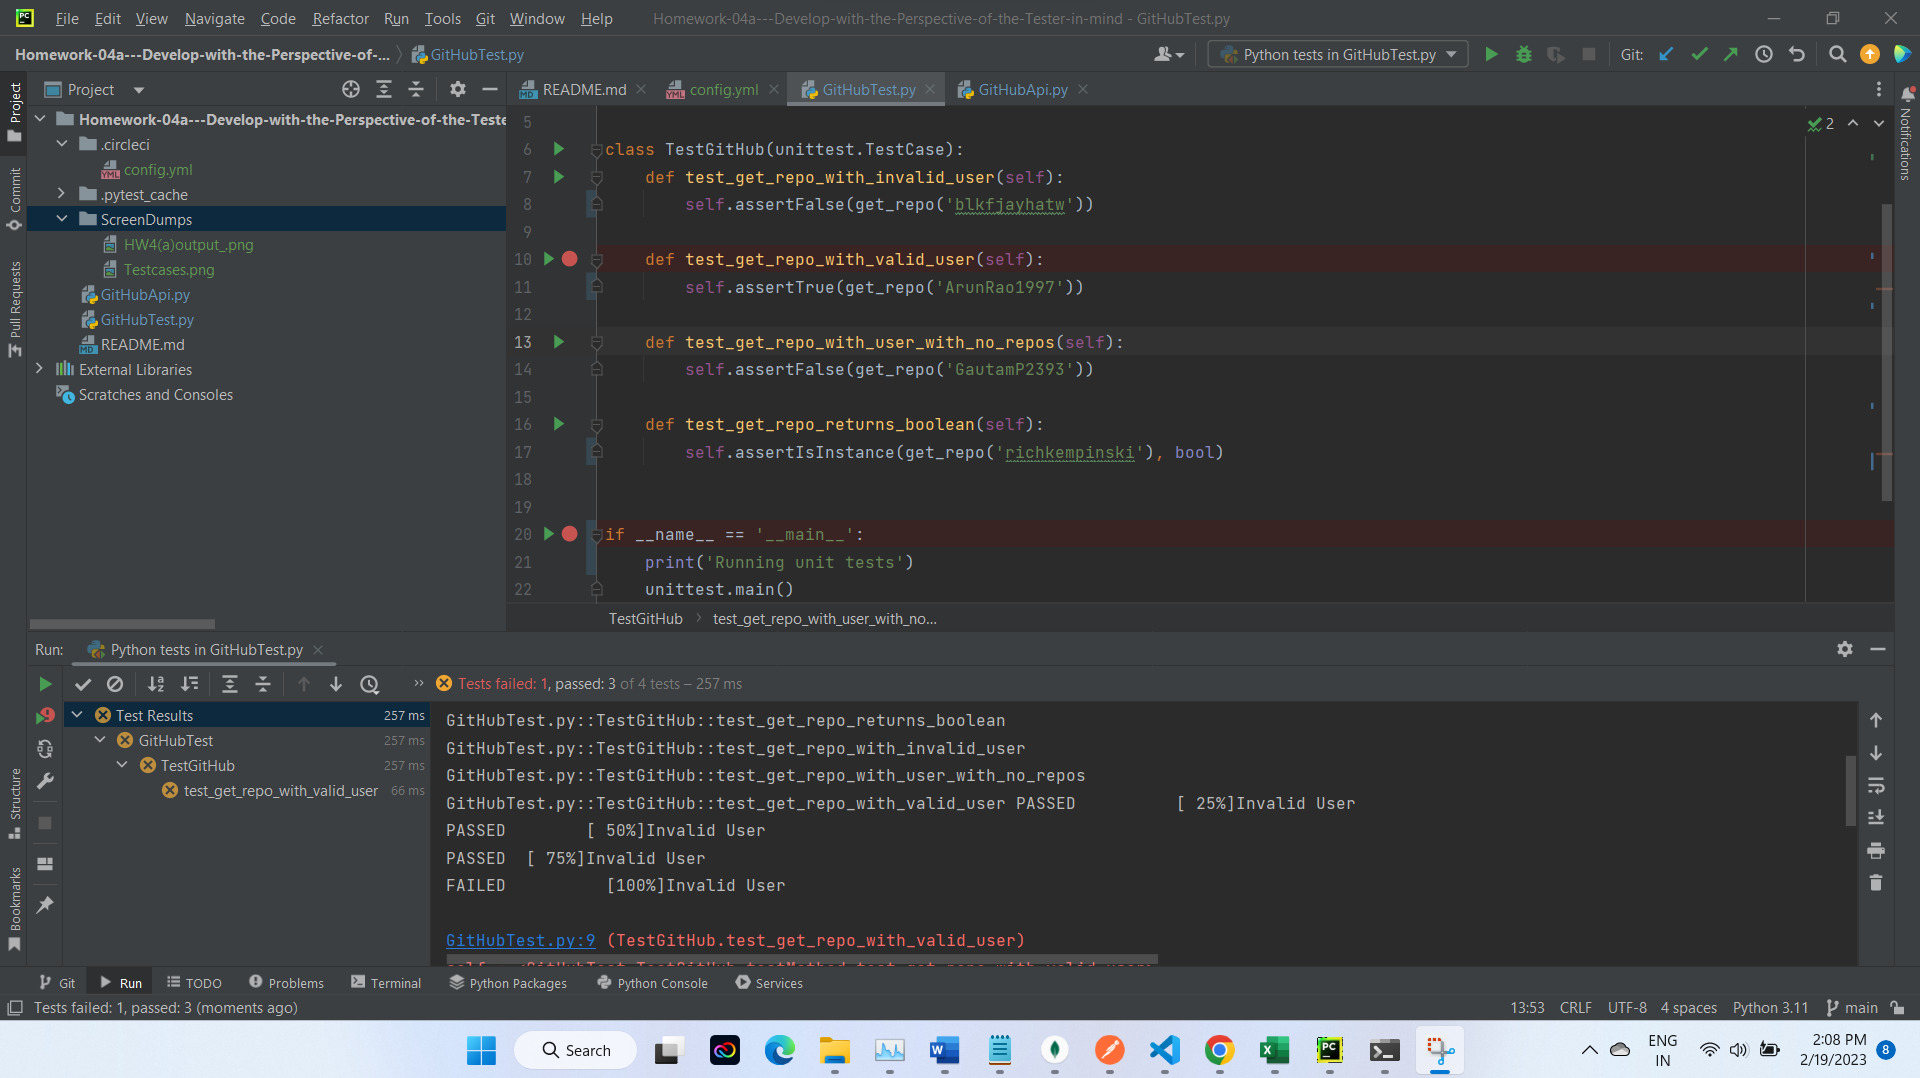 PC File Edit View Navigate Code Refactor Run Tools Git Window Help Homework-04a---Develop-with-the-Perspective-of-the-Tester-in-mind - GitHubTest.py
Homework-04a---Develop-with-the-Perspective-of-... GitHubTest.py Python tests in GitHubTest.py Git:
Project README.md config.yml GitHubTest.py GitHubApi.py
Project
Commit
Pull Requests
Structure
Bookmarks
Notifications
Homework-04a---Develop-with-the-Perspective-of-the-Teste
.circleci
config.yml
.pytest_cache
ScreenDumps
HW4(a)output_.png
Testcases.png
GitHubApi.py
GitHubTest.py
README.md
External Libraries
Scratches and Consoles
2
5
6 class TestGitHub(unittest.TestCase):
7 def test_get_repo_with_invalid_user(self):
8 self.assertFalse(get_repo('blkfjayhatw'))
9
10 def test_get_repo_with_valid_user(self):
11 self.assertTrue(get_repo('ArunRao1997'))
12
13 def test_get_repo_with_user_with_no_repos(self):
14 self.assertFalse(get_repo('GautamP2393'))
15
16 def test_get_repo_returns_boolean(self):
17 self.assertIsInstance(get_repo('richkempinski'), bool)
18
19
20 if __name__ == '__main__':
21 print('Running unit tests')
22 unittest.main()
TestGitHub test_get_repo_with_user_with_no...
Run: Python tests in GitHubTest.py
Tests failed: 1, passed: 3 of 4 tests – 257 ms
Test Results 257 ms
GitHubTest 257 ms
TestGitHub 257 ms
test_get_repo_with_valid_user 66 ms
GitHubTest.py::TestGitHub::test_get_repo_returns_boolean
GitHubTest.py::TestGitHub::test_get_repo_with_invalid_user
GitHubTest.py::TestGitHub::test_get_repo_with_user_with_no_repos
GitHubTest.py::TestGitHub::test_get_repo_with_valid_user PASSED [ 25%]Invalid User
PASSED [ 50%]Invalid User
PASSED [ 75%]Invalid User
FAILED [100%]Invalid User
GitHubTest.py:9 (TestGitHub.test_get_repo_with_valid_user)
Git Run TODO Problems Terminal Python Packages Python Console Services
Tests failed: 1, passed: 3 (moments ago) 13:53 CRLF UTF-8 4 spaces Python 3.11 main
Search
ENG
IN
2:08 PM
2/19/2023
8